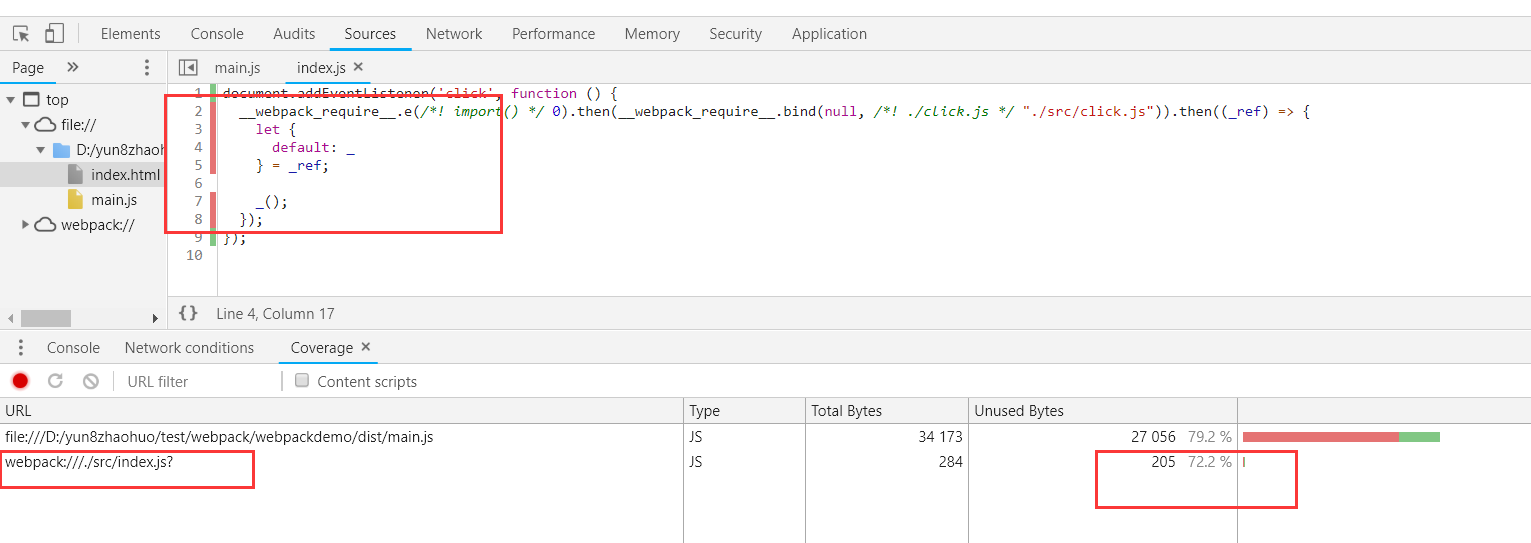 Elements Console Audits Sources Network Performance Memory Security Application
Page » main.js index.js ×
top
file://
D:/yun8zhaoh
index.html
main.js
webpack://
1 document.addEventListener('click', function () {
2 __webpack_require__.e(/*! import() */ 0).then(__webpack_require__.bind(null, /*! ./click.js */ "./src/click.js")).then((_ref) => {
3 let {
4 default: _
5 } = _ref;
6
7 _();
8 });
9 });
10
{} Line 4, Column 17
Console Network conditions Coverage ×
URL filter Content scripts
URL Type Total Bytes Unused Bytes
file:///D:/yun8zhaohuo/test/webpack/webpackdemo/dist/main.js JS 34 173 27 056 79.2 %
webpack:///./src/index.js? JS 284 205 72.2 %